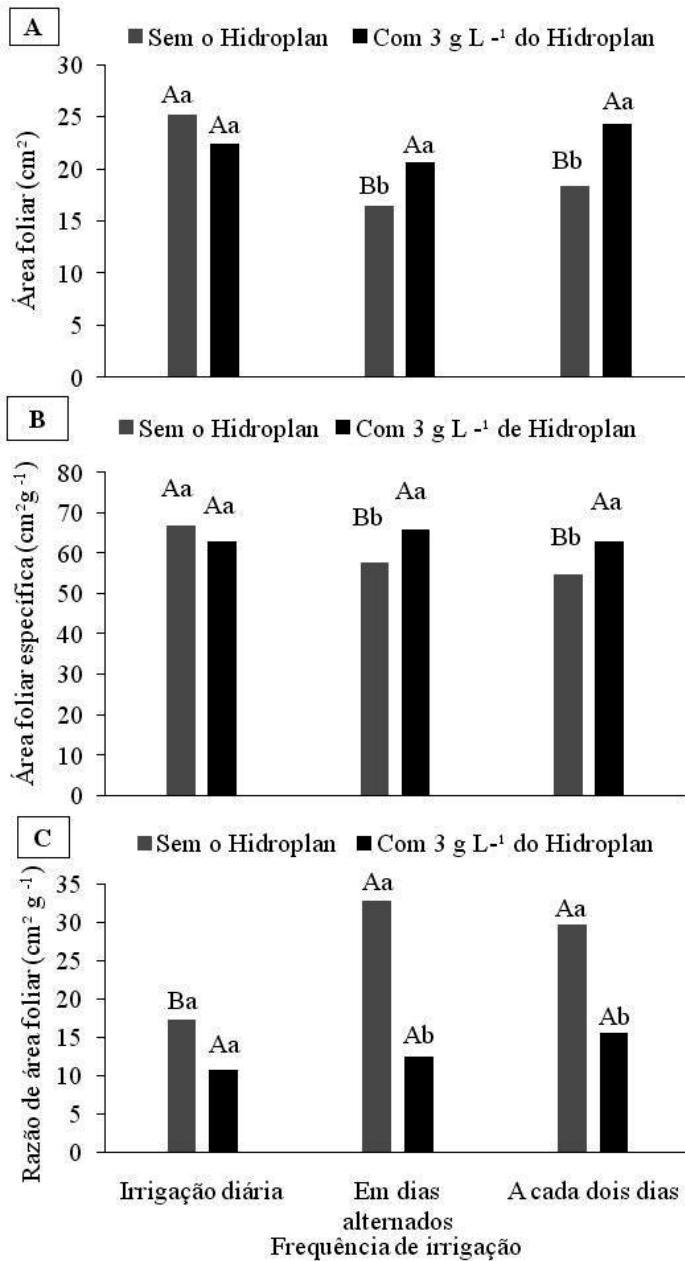 A
Sem o Hidroplan Com 3 g L -¹ do Hidroplan
Área foliar (cm²)
30
25
20
15
10
5
0
Aa
Aa
Bb
Aa
Bb
Aa
B
Sem o Hidroplan Com 3 g L -¹ de Hidroplan
Área foliar específica (cm² g -¹)
80
70
60
50
40
30
20
10
0
Aa
Aa
Bb
Aa
Bb
Aa
C
Sem o Hidroplan Com 3 g L-¹ do Hidroplan
Razão de área foliar (cm² g -¹)
35
30
25
20
15
10
5
0
Ba
Aa
Aa
Ab
Aa
Ab
Irrigação diária
Em dias
alternados
A cada dois dias
Frequência de irrigação